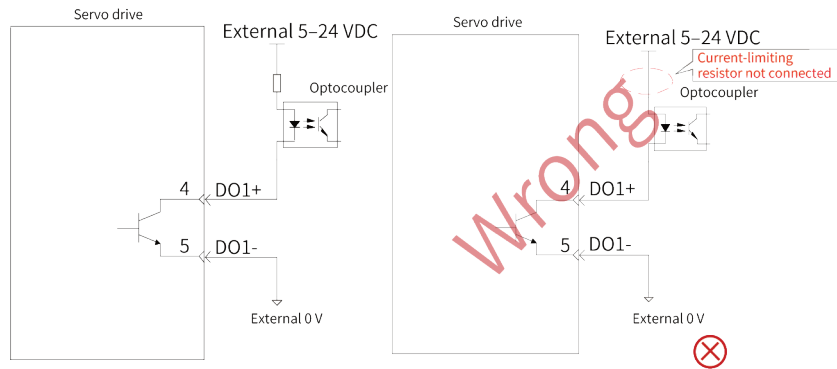 Servo drive
External 5–24 VDC
Optocoupler
4 DO1+
5 DO1-
External 0 V
Servo drive
External 5–24 VDC
Current-limiting
resistor not connected
Optocoupler
Wrong
4 DO1+
5 DO1-
External 0 V